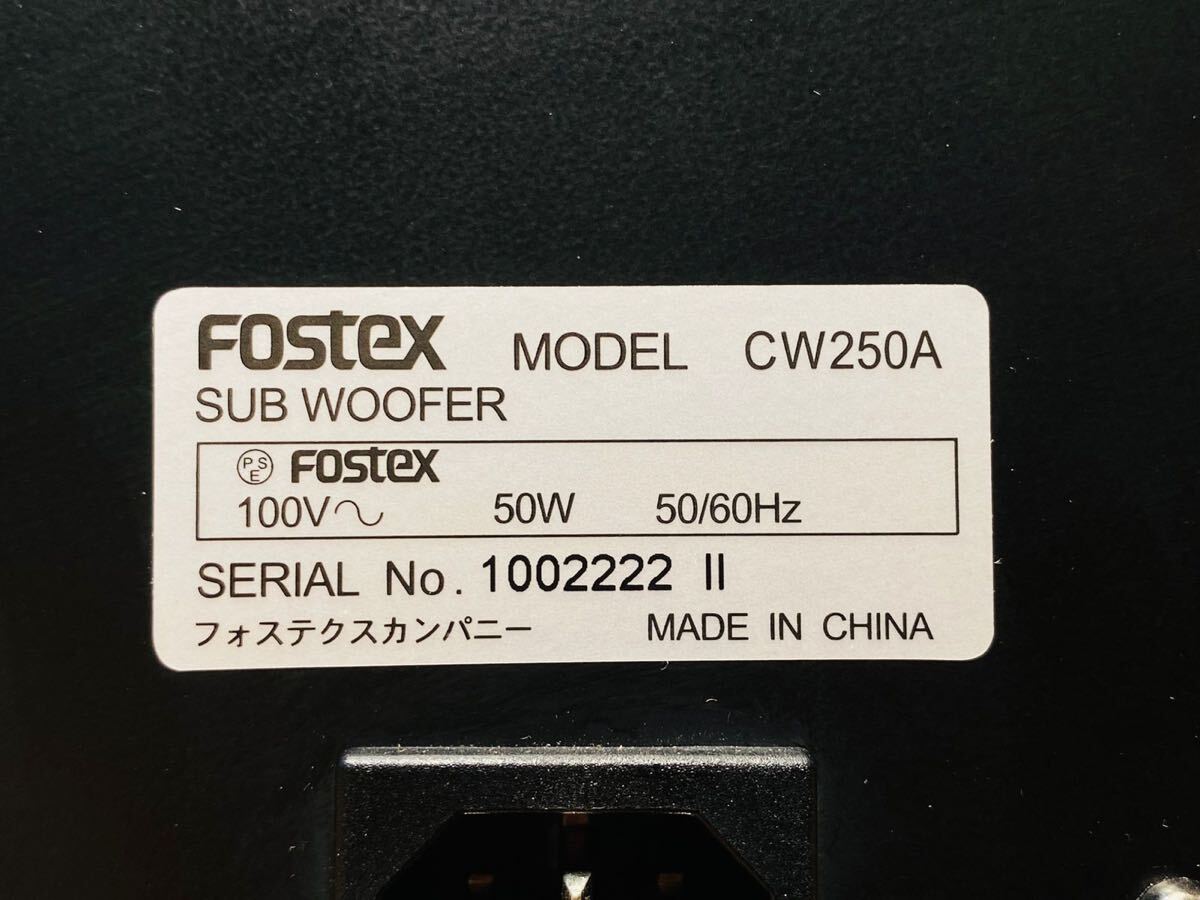 FOSTEX MODEL CW250A
SUB WOOFER
PSE FOSTEX
100V〜 50W 50/60Hz
SERIAL No. 1002222 II
フォステクスカンパニー MADE IN CHINA